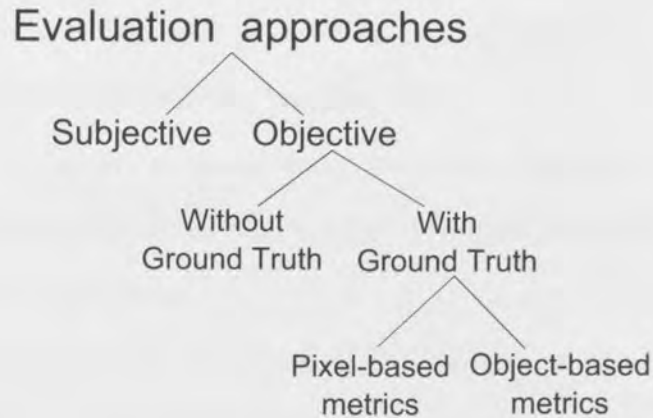 Evaluation approaches
Subjective Objective
Without With
Ground Truth Ground Truth
Pixel-based Object-based
metrics metrics